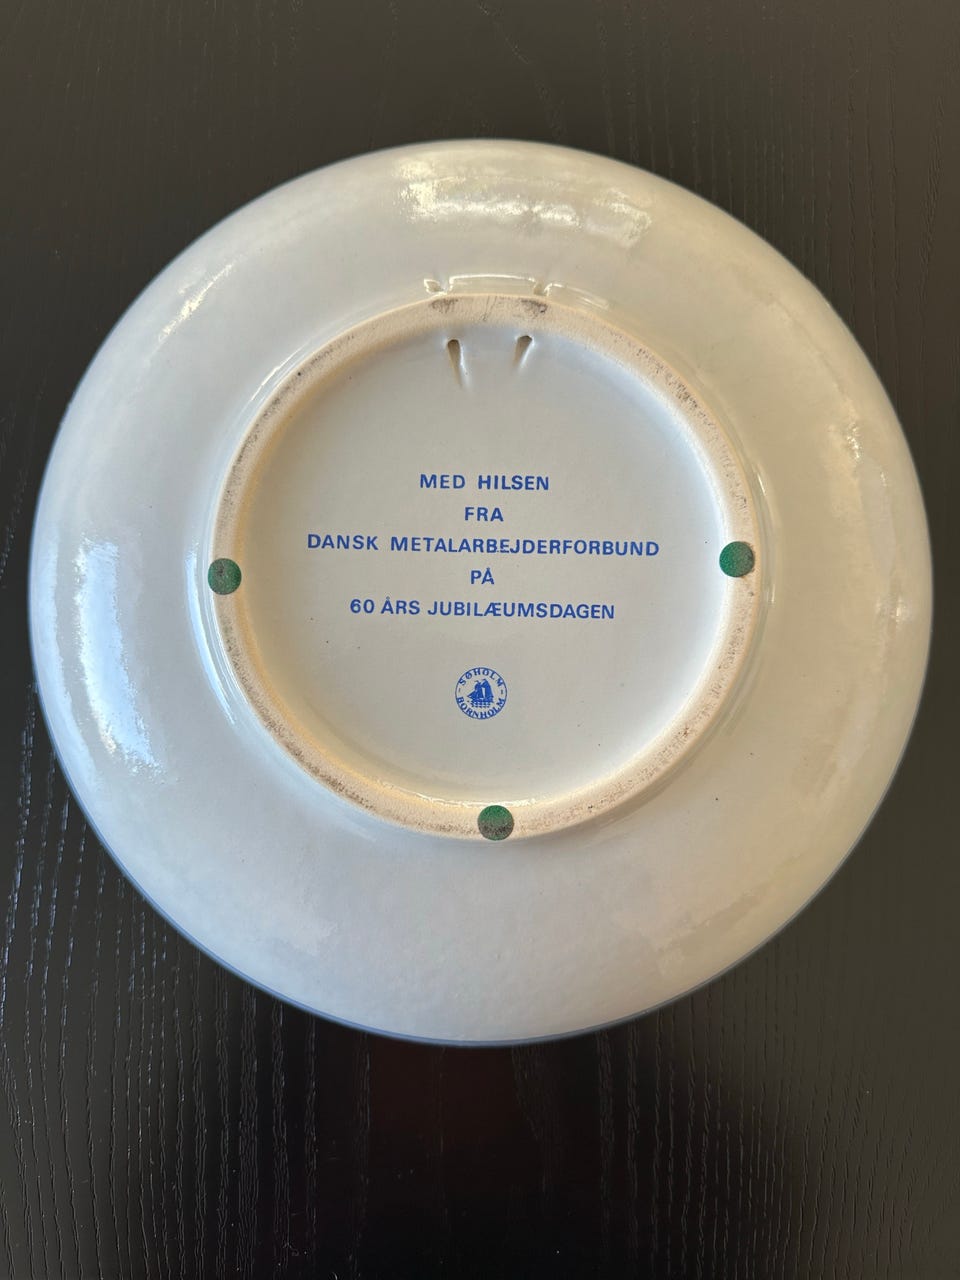 MED HILSEN
FRA
DANSK METALARBEJDERFORBUND
PÅ
60 ÅRS JUBILÆUMSDAGEN
SØHOLM
BORNHOLM